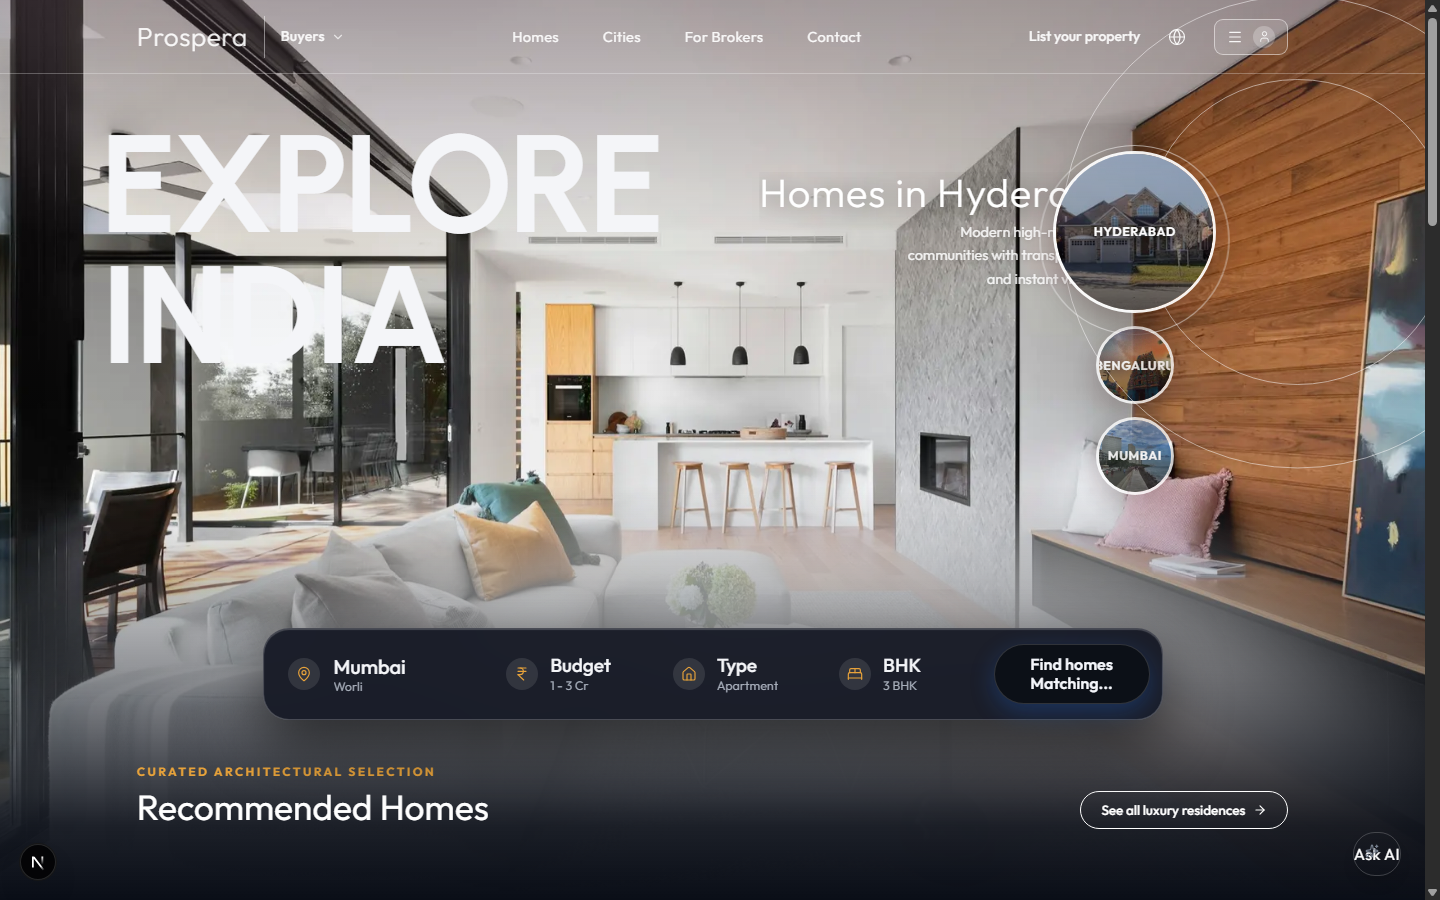 Prospera
Buyers
Homes
Cities
For Brokers
Contact
List your property
EXPLORE
INDIA
Homes in Hydera
Modern high-r
communities with trans
and instant v
HYDERABAD
BENGALURU
MUMBAI
Mumbai
Worli
Budget
1 - 3 Cr
Type
Apartment
BHK
3 BHK
Find homes
Matching...
CURATED ARCHITECTURAL SELECTION
Recommended Homes
See all luxury residences
N
Ask AI